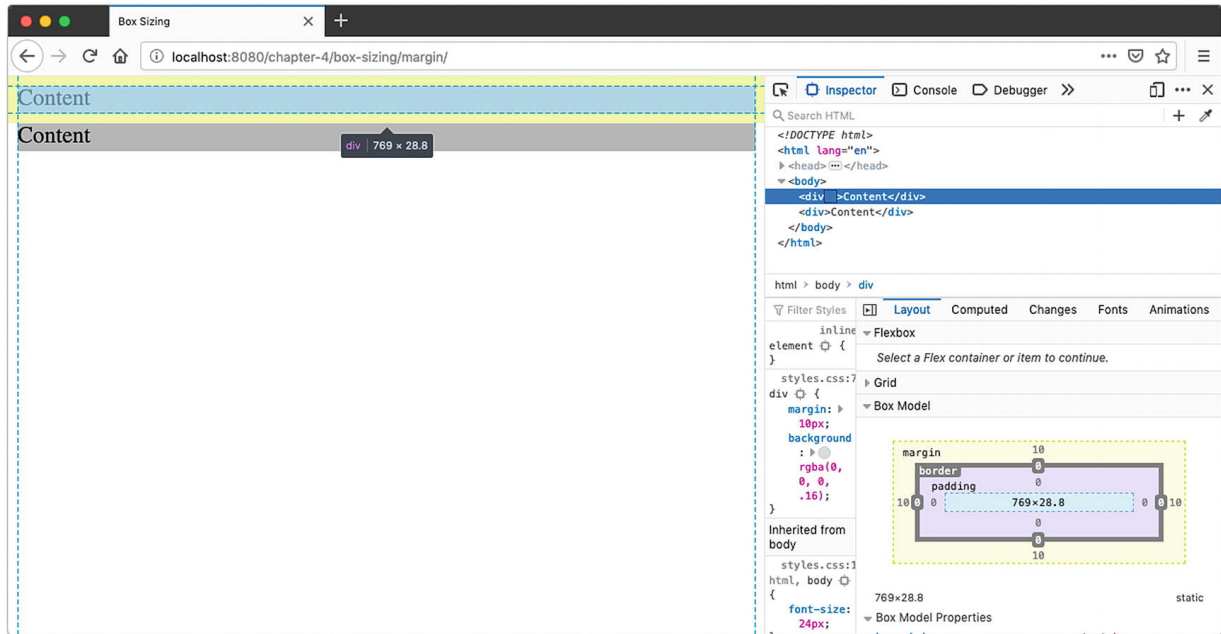 Box Sizing
localhost:8080/chapter-4/box-sizing/margin/
Content
Content
div 769 × 28.8
Inspector Console Debugger
Search HTML
<!DOCTYPE html>
<html lang="en">
<head> ••• </head>
<body>
<div >Content</div>
<div>Content</div>
</body>
</html>
html > body > div
Filter Styles
inline
element {
}
styles.css:7
div {
margin:
10px;
background
:
rgba(0,
0, 0,
.16);
}
Inherited from
body
styles.css:1
html, body
{
font-size:
24px;
Layout Computed Changes Fonts Animations
Flexbox
Select a Flex container or item to continue.
Grid
Box Model
margin 10
border 0
padding 0
10 0 0 769×28.8 0 0 10
0
0
10
769×28.8 static
Box Model Properties